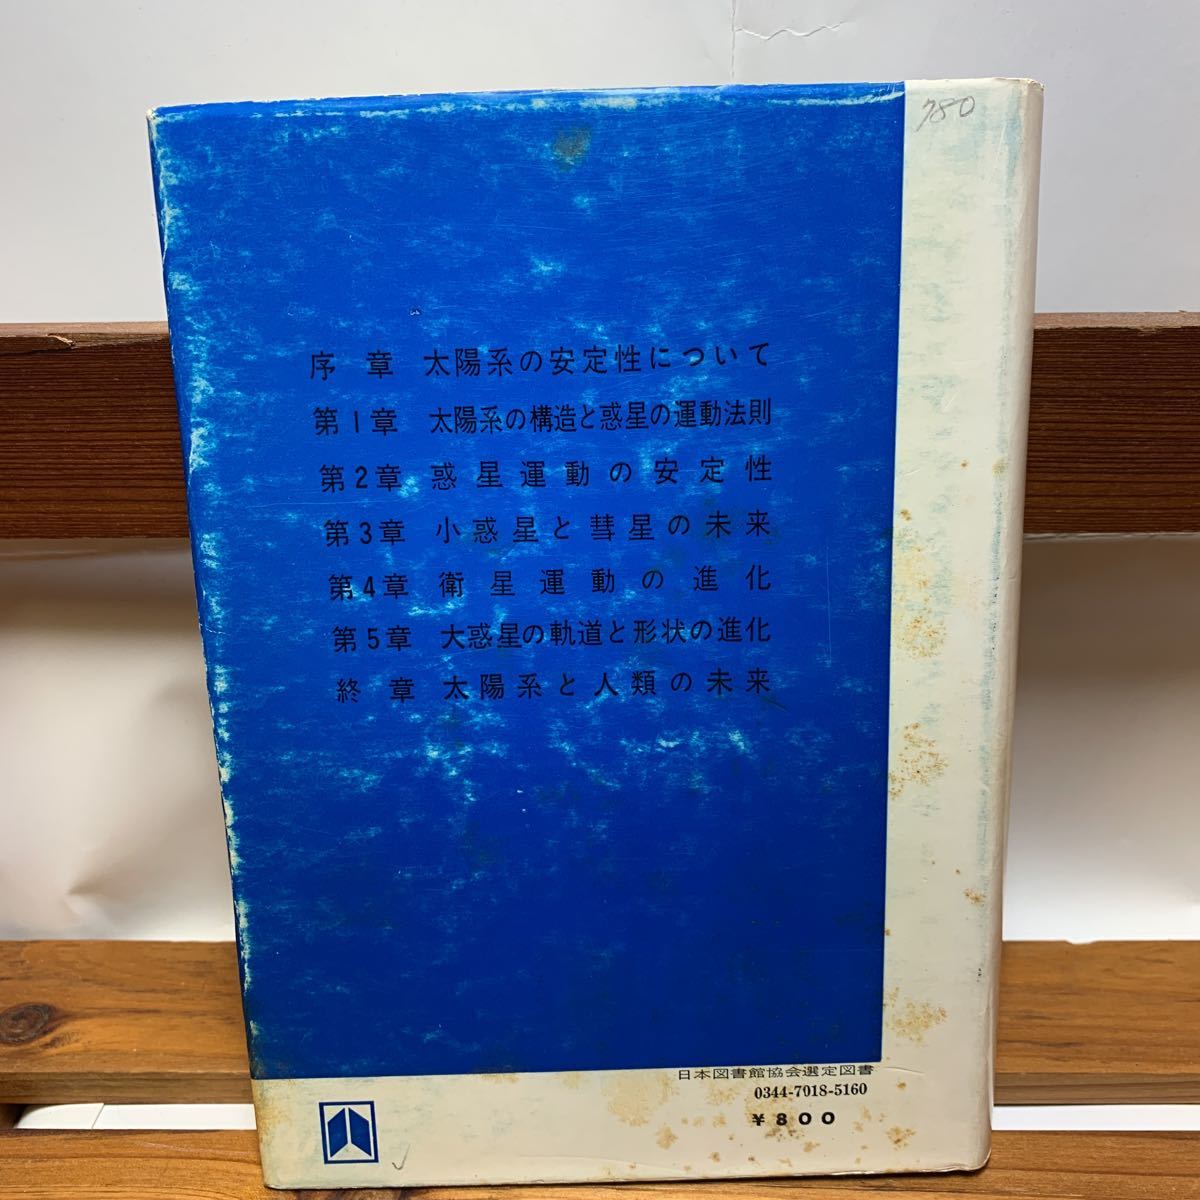 780
序章 太陽系の安定性について
第1章 太陽系の構造と惑星の運動法則
第2章 惑星運動の安定性
第3章 小惑星と彗星の未来
第4章 衛星運動の進化
第5章 大惑星の軌道と形状の進化
終章 太陽系と人類の未来
日本図書館協会選定図書
0344-7018-5160
¥800